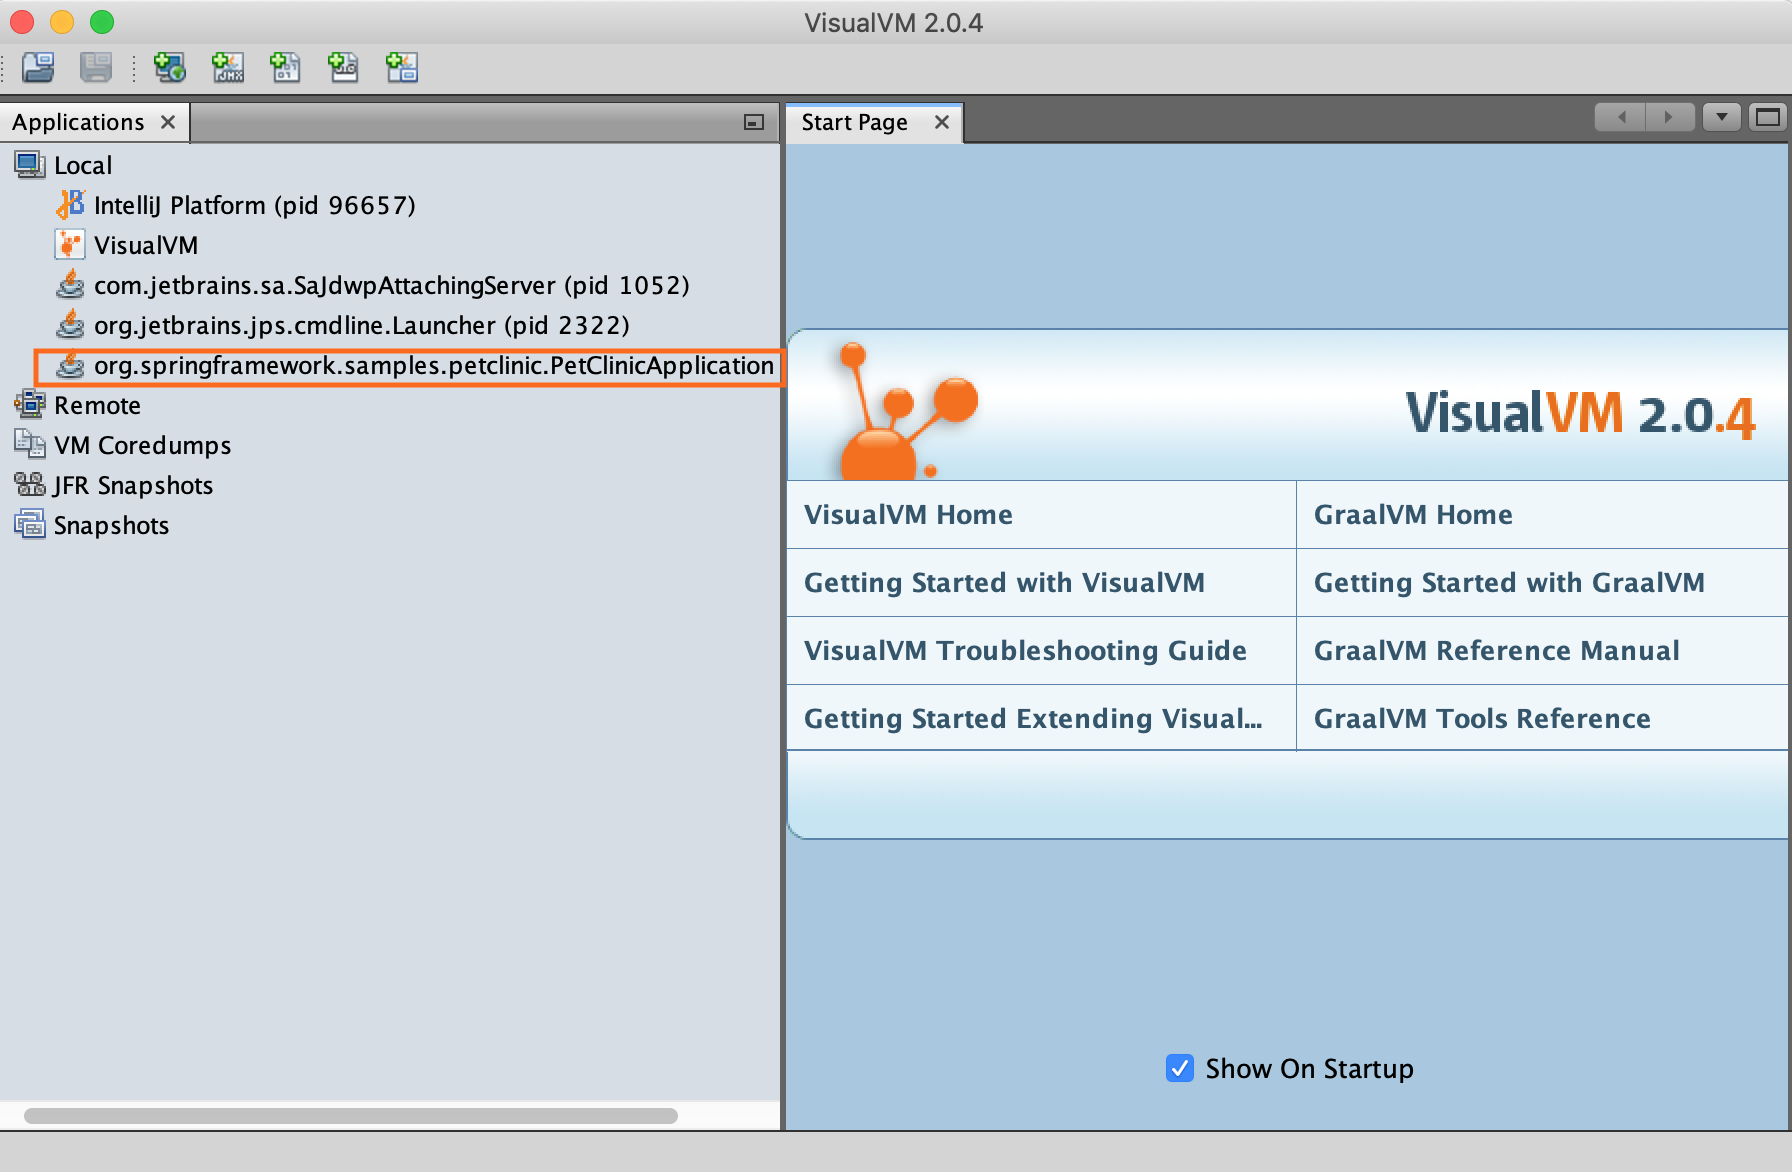 VisualVM 2.0.4
Applications
Start Page
Local
IntelliJ Platform (pid 96657)
VisualVM
com.jetbrains.sa.SaJdwpAttachingServer (pid 1052)
org.jetbrains.jps.cmdline.Launcher (pid 2322)
org.springframework.samples.petclinic.PetClinicApplication
Remote
VM Coredumps
JFR Snapshots
Snapshots
VisualVM 2.0.4
VisualVM Home
GraalVM Home
Getting Started with VisualVM
Getting Started with GraalVM
VisualVM Troubleshooting Guide
GraalVM Reference Manual
Getting Started Extending Visual...
GraalVM Tools Reference
Show On Startup